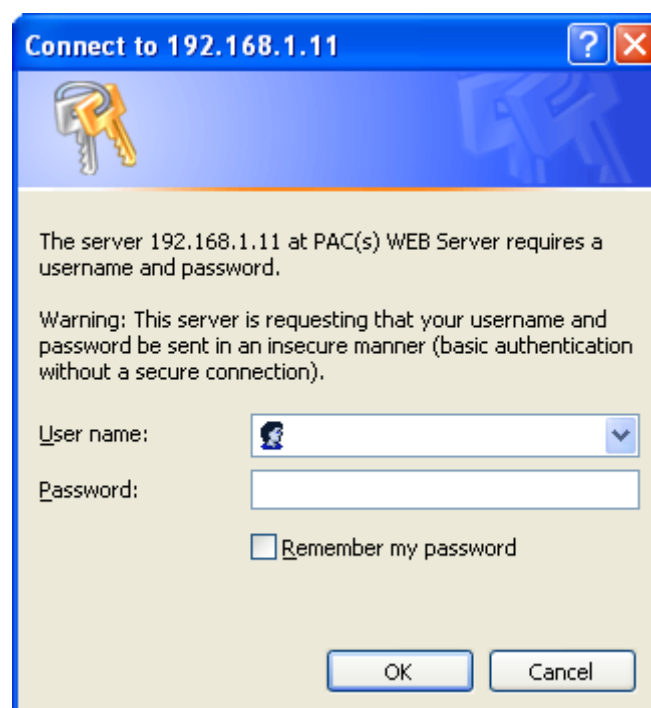 Connect to 192.168.1.11
The server 192.168.1.11 at PAC(s) WEB Server requires a
username and password.
Warning: This server is requesting that your username and
password be sent in an insecure manner (basic authentication
without a secure connection).
User name:
Password:
Remember my password
OK Cancel